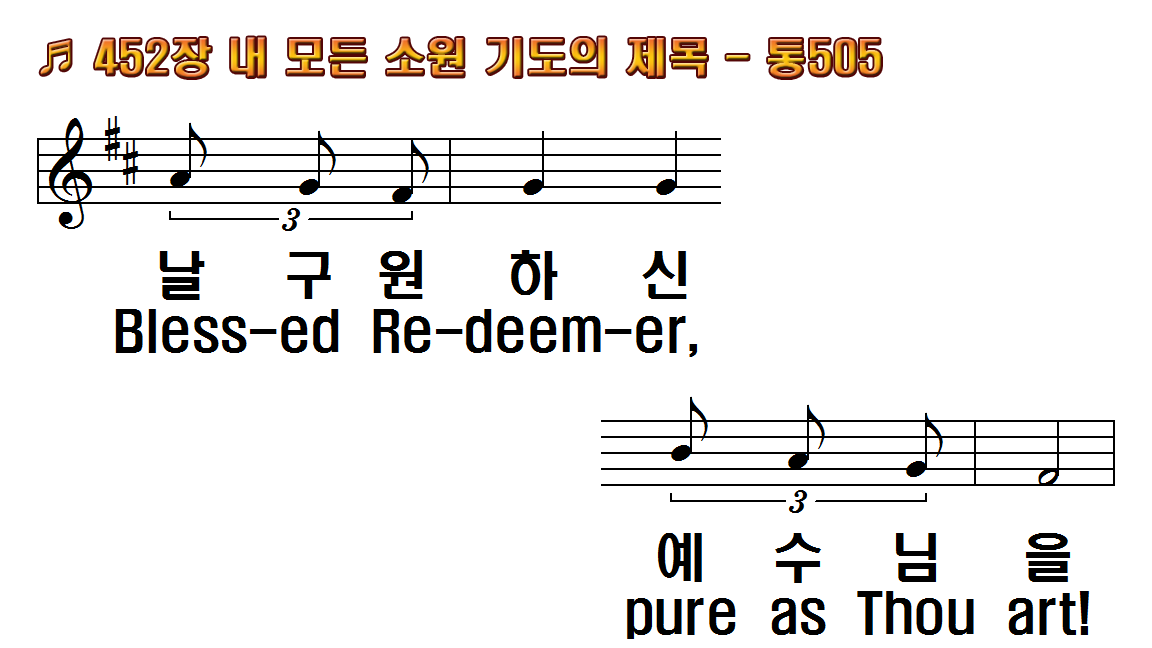 ♬ 452장 내 모든 소원 기도의 제목 - 통505
3
날 구 원 하 신
Bless-ed Re-deem-er,
3
예 수 님 을
pure as Thou art!